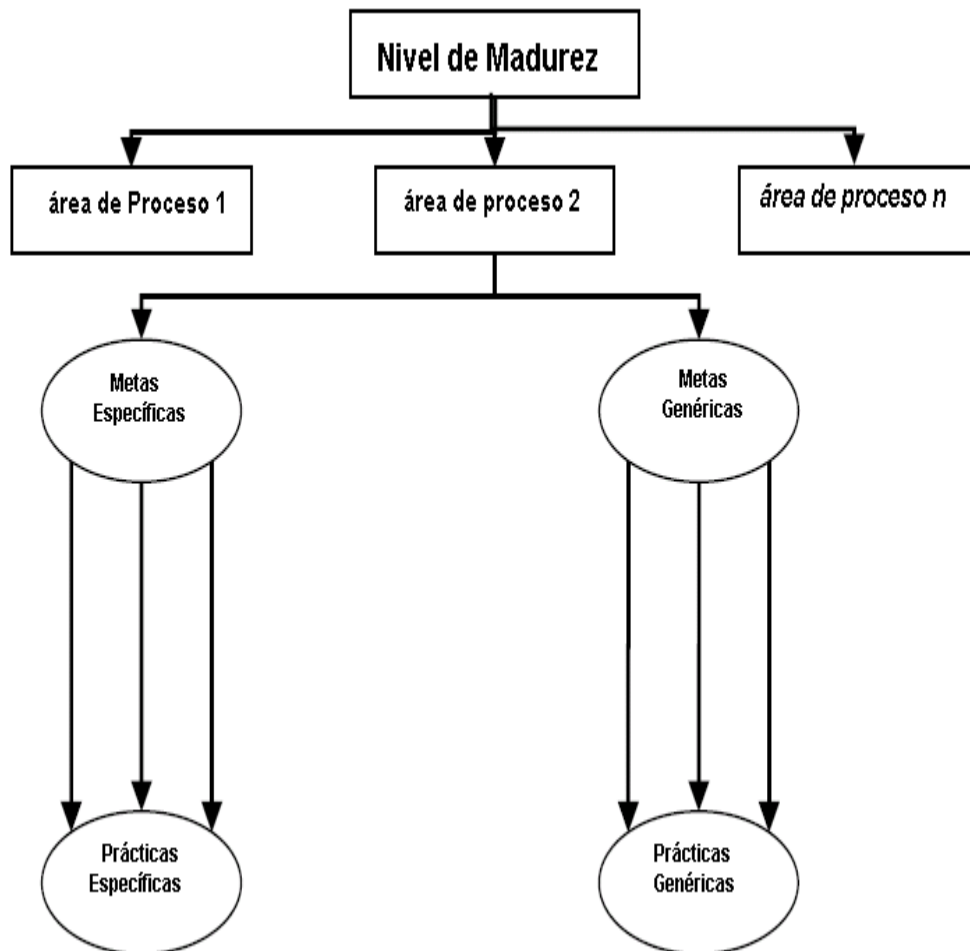 Nivel de Madurez
área de Proceso 1
área de proceso 2
área de proceso n
Metas
Específicas
Metas
Genéricas
Prácticas
Específicas
Prácticas
Genéricas